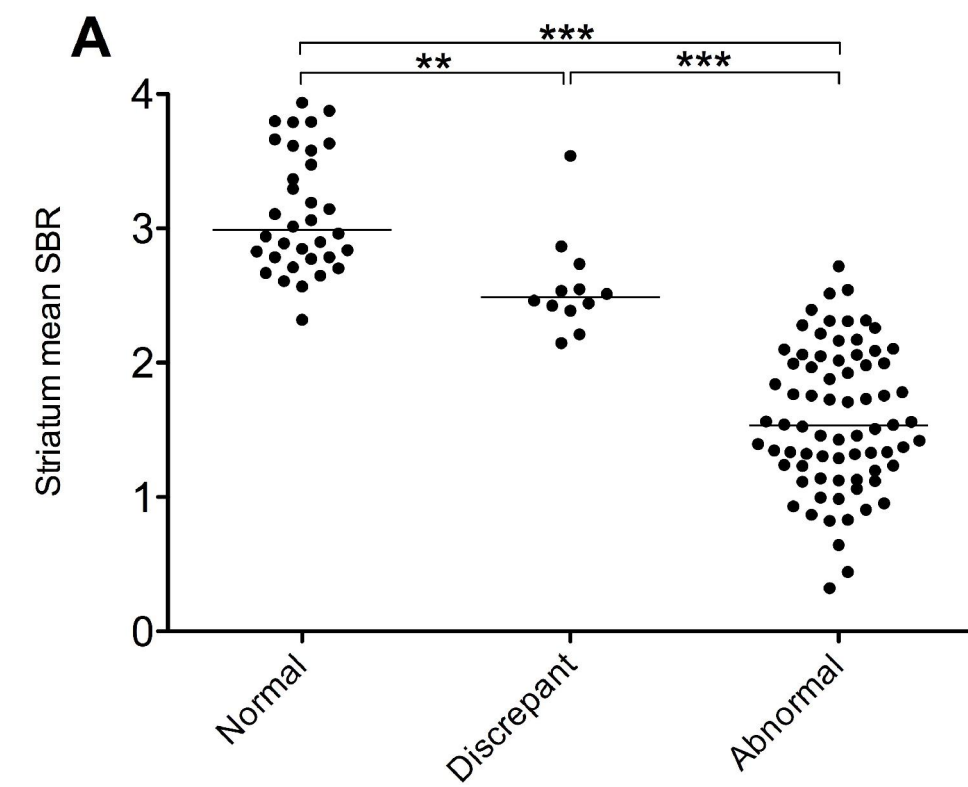 A
***
** ***
4
3
2
1
0
Striatum mean SBR
Normal
Discrepant
Abnormal